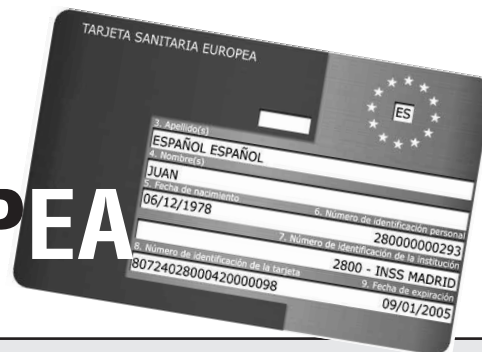 TARJETA SANITARIA EUROPEA
ES
3. Apellido(s)
ESPAÑOL ESPAÑOL
4. Nombre(s)
JUAN
5. Fecha de nacimiento
06/12/1978
6. Número de identificación personal
280000000293
7. Número de identificación de la institución
2800 - INSS MADRID
8. Número de identificación de la tarjeta
80724028000420000098
9. Fecha de expiración
09/01/2005
PEA